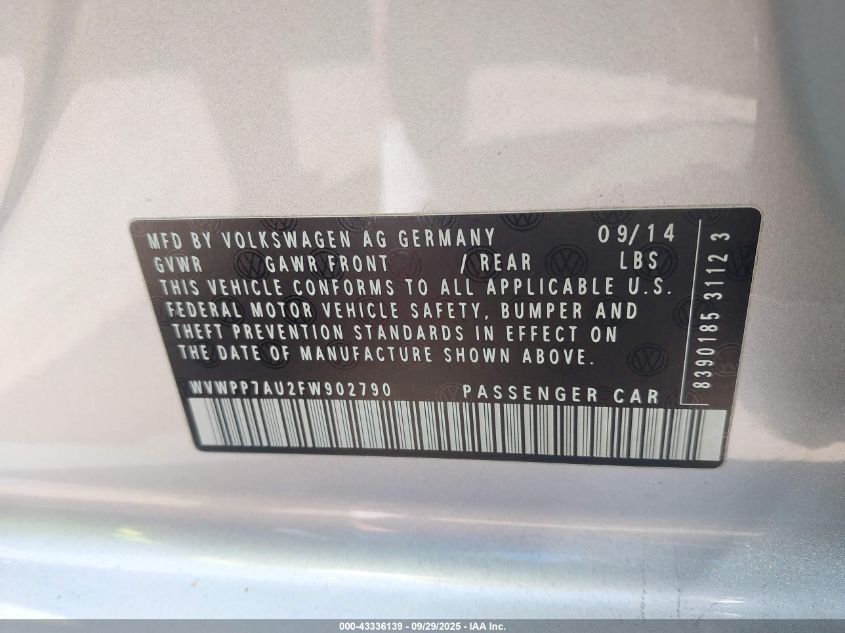 MFD BY VOLKSWAGEN AG GERMANY 09/14
GVWR GAWR FRONT / REAR LBS
THIS VEHICLE CONFORMS TO ALL APPLICABLE U.S.
FEDERAL MOTOR VEHICLE SAFETY, BUMPER AND
THEFT PREVENTION STANDARDS IN EFFECT ON
THE DATE OF MANUFACTURE SHOWN ABOVE.
WVWPP7AU2FW902790 PASSENGER CAR
8390185 3112 3
000-43336139 - 09/29/2025 - IAA Inc.